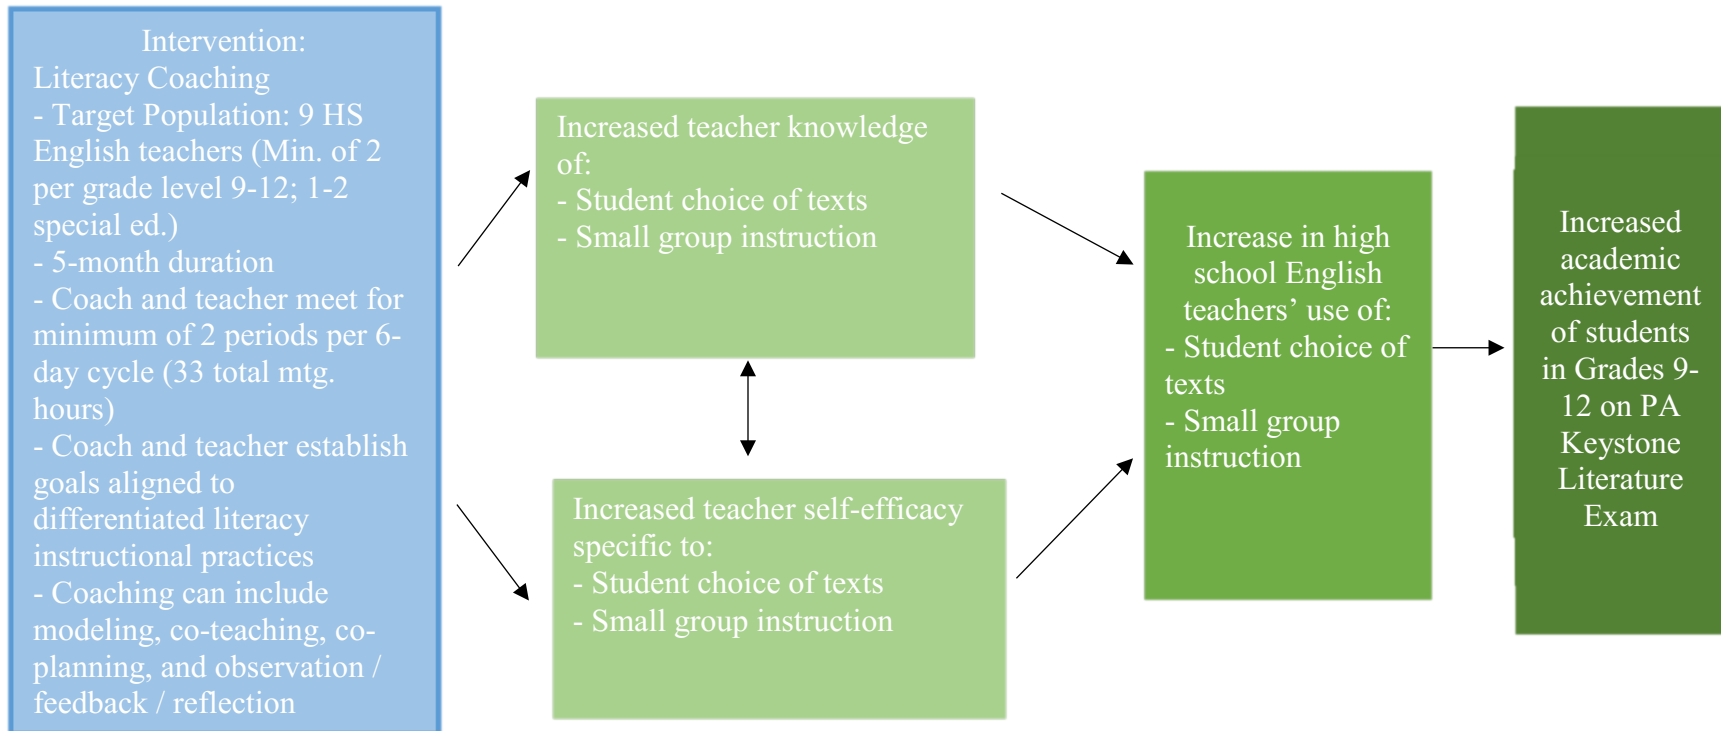 Intervention:
Literacy Coaching
- Target Population: 9 HS
English teachers (Min. of 2
per grade level 9-12; 1-2
special ed.)
- 5-month duration
- Coach and teacher meet for
minimum of 2 periods per 6-
day cycle (33 total mtg.
hours)
- Coach and teacher establish
goals aligned to
differentiated literacy
instructional practices
- Coaching can include
modeling, co-teaching, co-
planning, and observation /
feedback / reflection
Increased teacher knowledge
of:
- Student choice of texts
- Small group instruction
Increased teacher self-efficacy
specific to:
- Student choice of texts
- Small group instruction
Increase in high
school English
teachers’ use of:
- Student choice of
texts
- Small group
instruction
Increased
academic
achievement
of students
in Grades 9-
12 on PA
Keystone
Literature
Exam